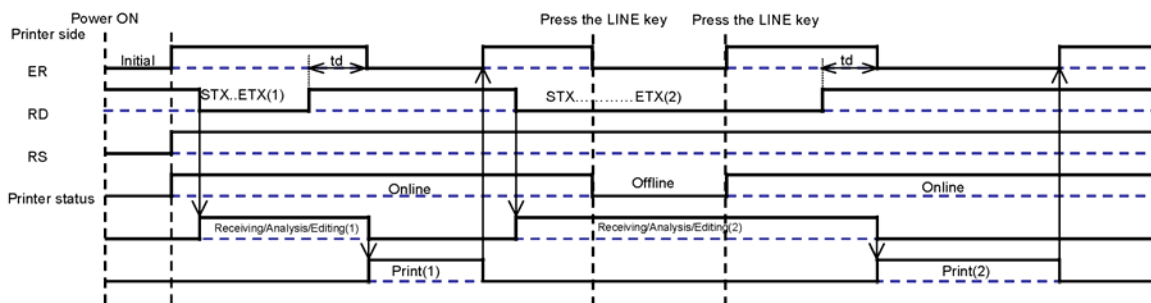 Power ON
Press the LINE key
Press the LINE key
Printer side
Initial
td
td
ER
STX..ETX(1)
STX............ETX(2)
RD
RS
Online
Offline
Online
Printer status
Receiving/Analysis/Editing(1)
Receiving/Analysis/Editing(2)
Print(1)
Print(2)